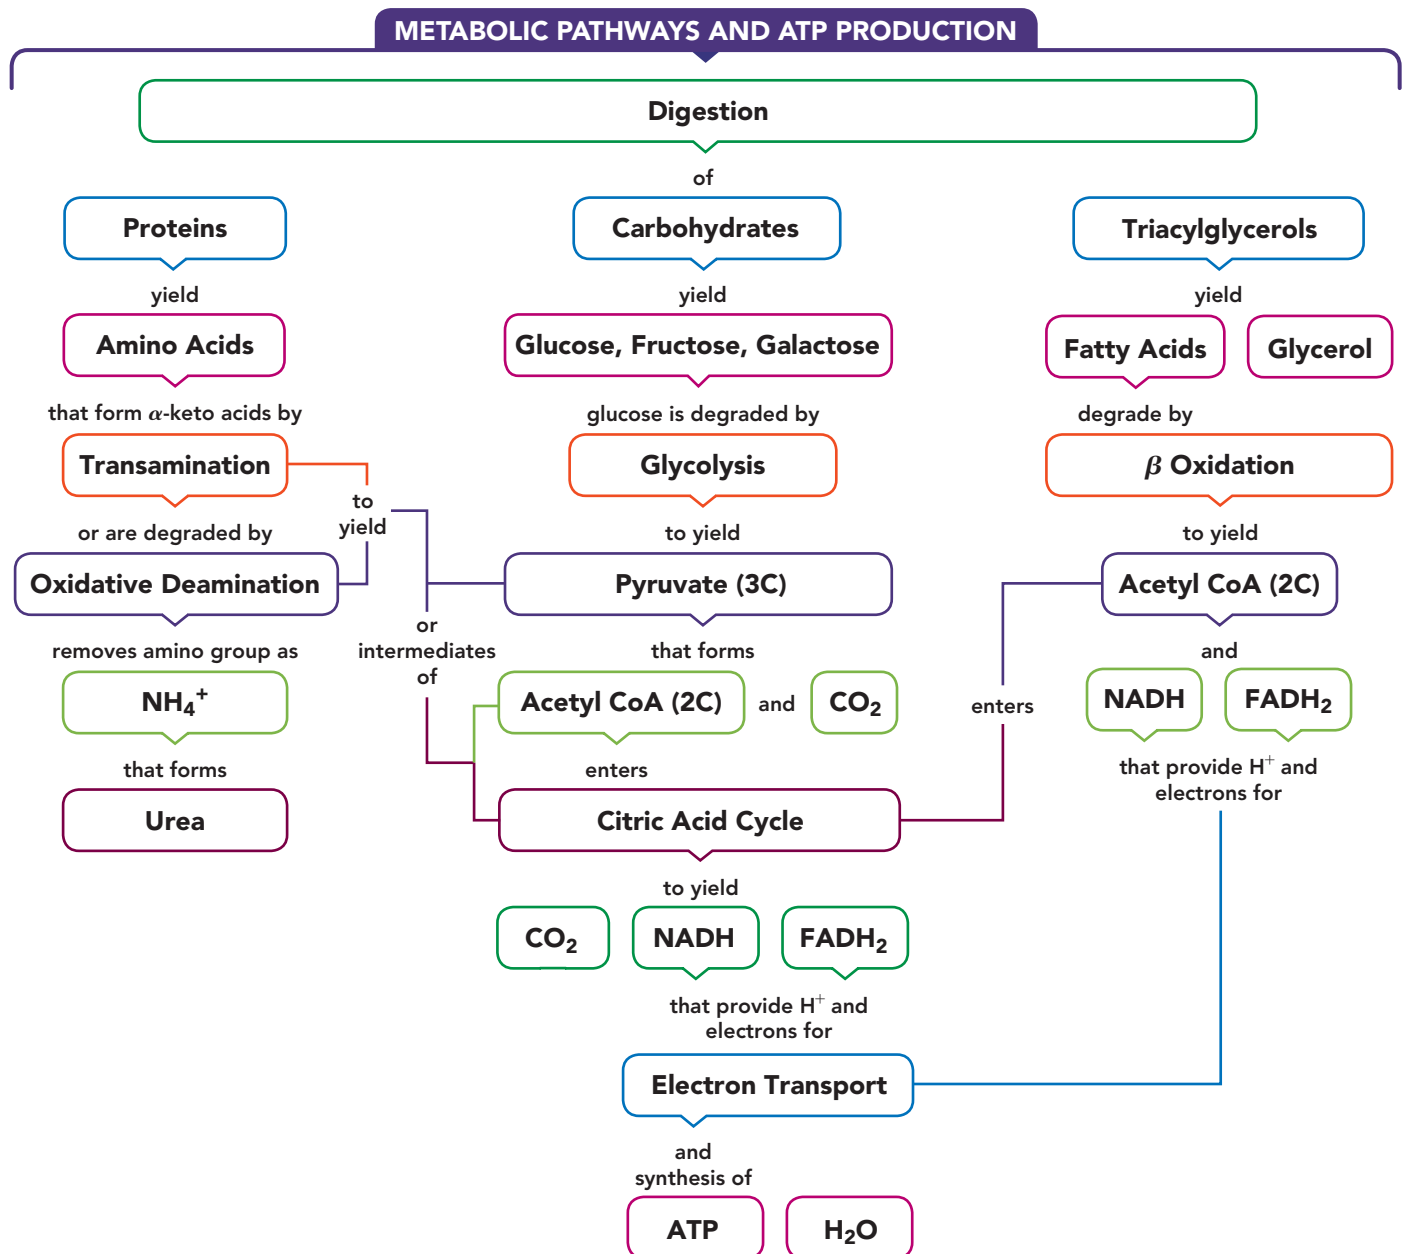 METABOLIC PATHWAYS AND ATP PRODUCTION
Digestion
of
Proteins
Carbohydrates
Triacylglycerols
yield
yield
yield
Amino Acids
Glucose, Fructose, Galactose
Fatty Acids
Glycerol
that form α-keto acids by
glucose is degraded by
degrade by
Transamination
Glycolysis
β Oxidation
to
yield
or are degraded by
to yield
to yield
Oxidative Deamination
Pyruvate (3C)
Acetyl CoA (2C)
or
intermediates
of
removes amino group as
that forms
and
NH₄⁺
Acetyl CoA (2C)
and
CO₂
enters
NADH
FADH₂
that forms
enters
that provide H⁺ and
electrons for
Urea
Citric Acid Cycle
to yield
CO₂
NADH
FADH₂
that provide H⁺ and
electrons for
Electron Transport
and
synthesis of
ATP
H₂O